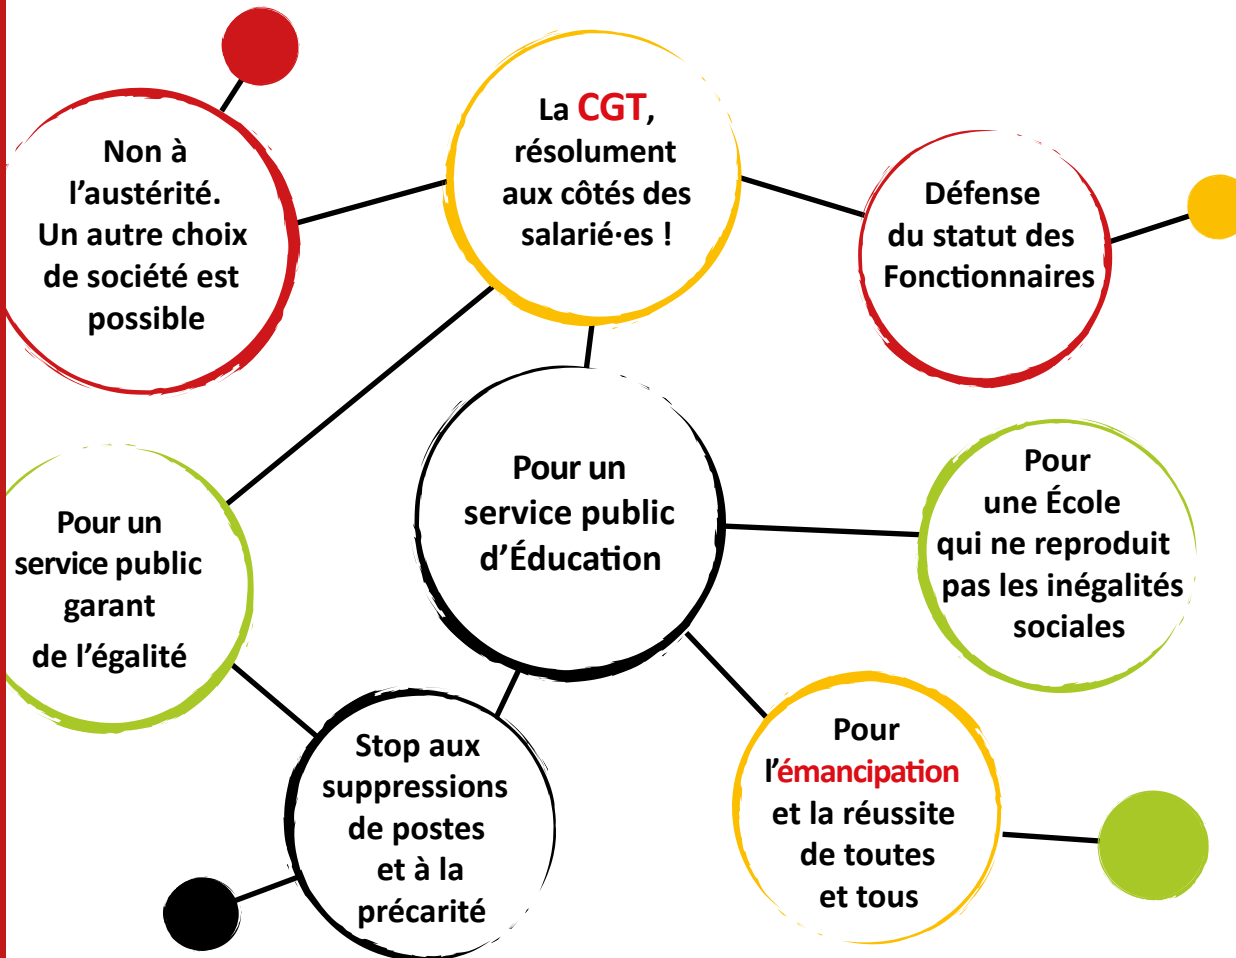 Non à
l’austérité.
Un autre choix
de société est
possible
La CGT,
résolument
aux côtés des
salarié·es !
Défense
du statut des
Fonctionnaires
Pour un
service public
garant
de l’égalité
Pour un
service public
d’Éducation
Pour
une École
qui ne reproduit
pas les inégalités
sociales
Stop aux
suppressions
de postes
et à la
précarité
Pour
l’émancipation
et la réussite
de toutes
et tous